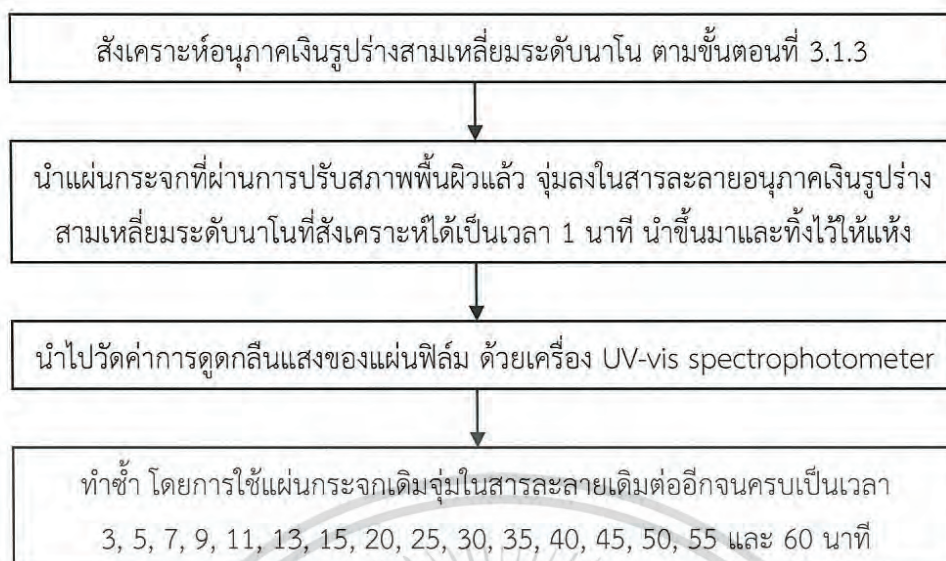 สังเคราะห์อนุภาคเงินรูปร่างสามเหลี่ยมระดับนาโน ตามขั้นตอนที่ 3.1.3
นำแผ่นกระจกที่ผ่านการปรับสภาพพื้นผิวแล้ว จุ่มลงในสารละลายอนุภาคเงินรูปร่าง
สามเหลี่ยมระดับนาโนที่สังเคราะห์ได้เป็นเวลา 1 นาที นำขึ้นมาและทิ้งไว้ให้แห้ง
นำไปวัดค่าการดูดกลืนแสงของแผ่นฟิล์ม ด้วยเครื่อง UV-vis spectrophotometer
ทำซ้ำ โดยการใช้แผ่นกระจกเดิมจุ่มในสารละลายเดิมต่ออีกจนครบเป็นเวลา
3, 5, 7, 9, 11, 13, 15, 20, 25, 30, 35, 40, 45, 50, 55 และ 60 นาที